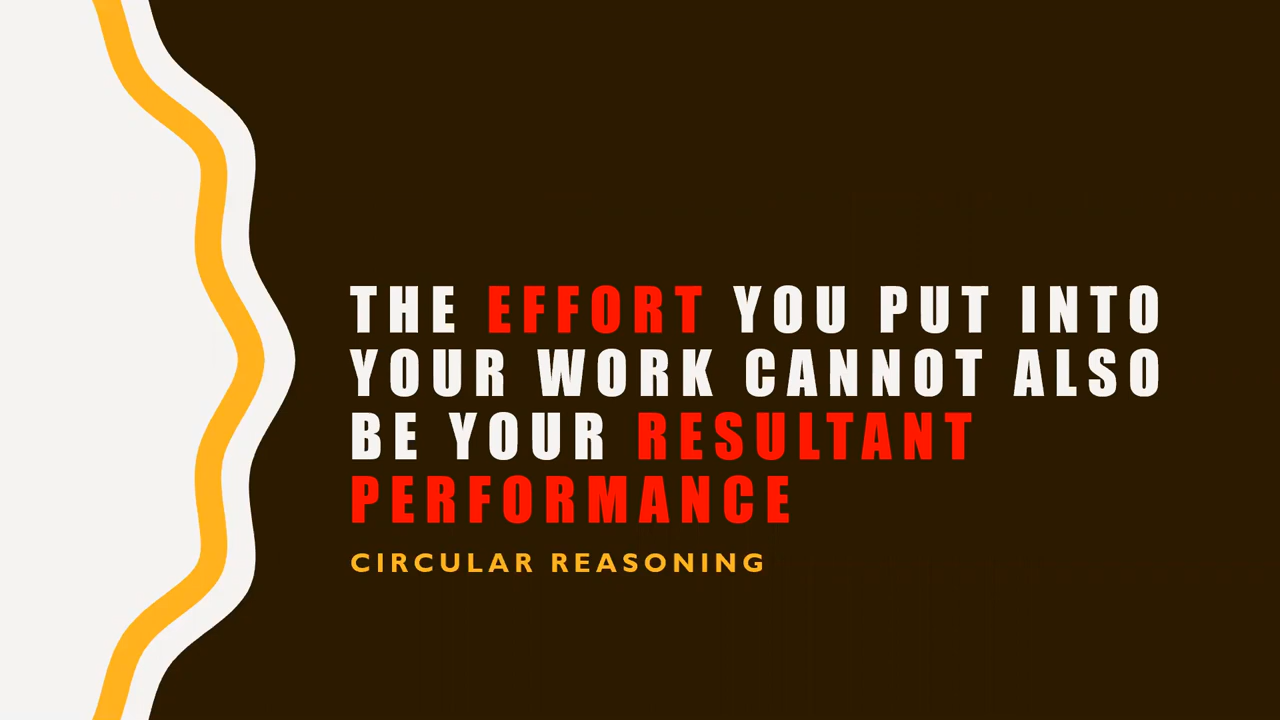 THE EFFORT YOU PUT INTO
YOUR WORK CANNOT ALSO
BE YOUR RESULTANT
PERFORMANCE
CIRCULAR REASONING